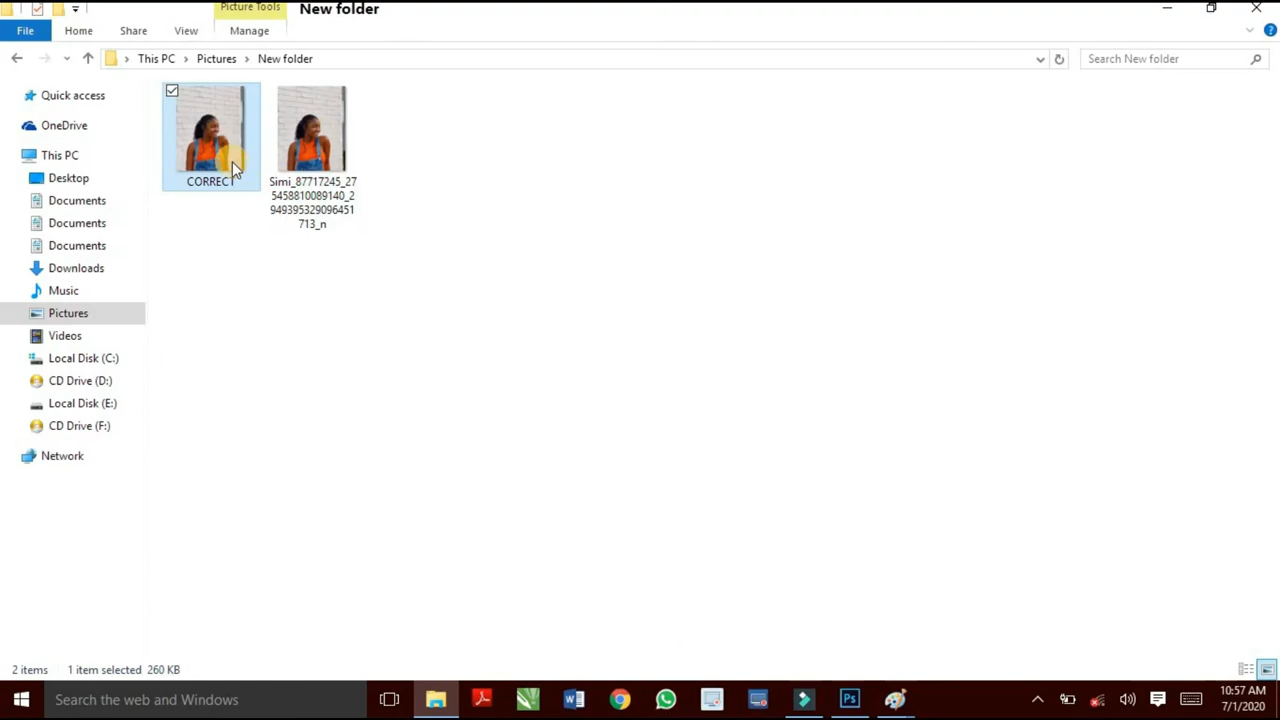 Picture Tools
New folder
File
Home
Share
View
Manage
This PC
Pictures
New folder
Search New folder
Quick access
OneDrive
This PC
Desktop
Documents
Documents
Documents
Downloads
Music
Pictures
Videos
Local Disk (C:)
CD Drive (D:)
Local Disk (E:)
CD Drive (F:)
Network
CORRECT
Simi_87717245_27
5458810089140_2
949395329096451
713_n
2 items
1 item selected 260 KB
Search the web and Windows
Ps
10:57 AM
7/1/2020